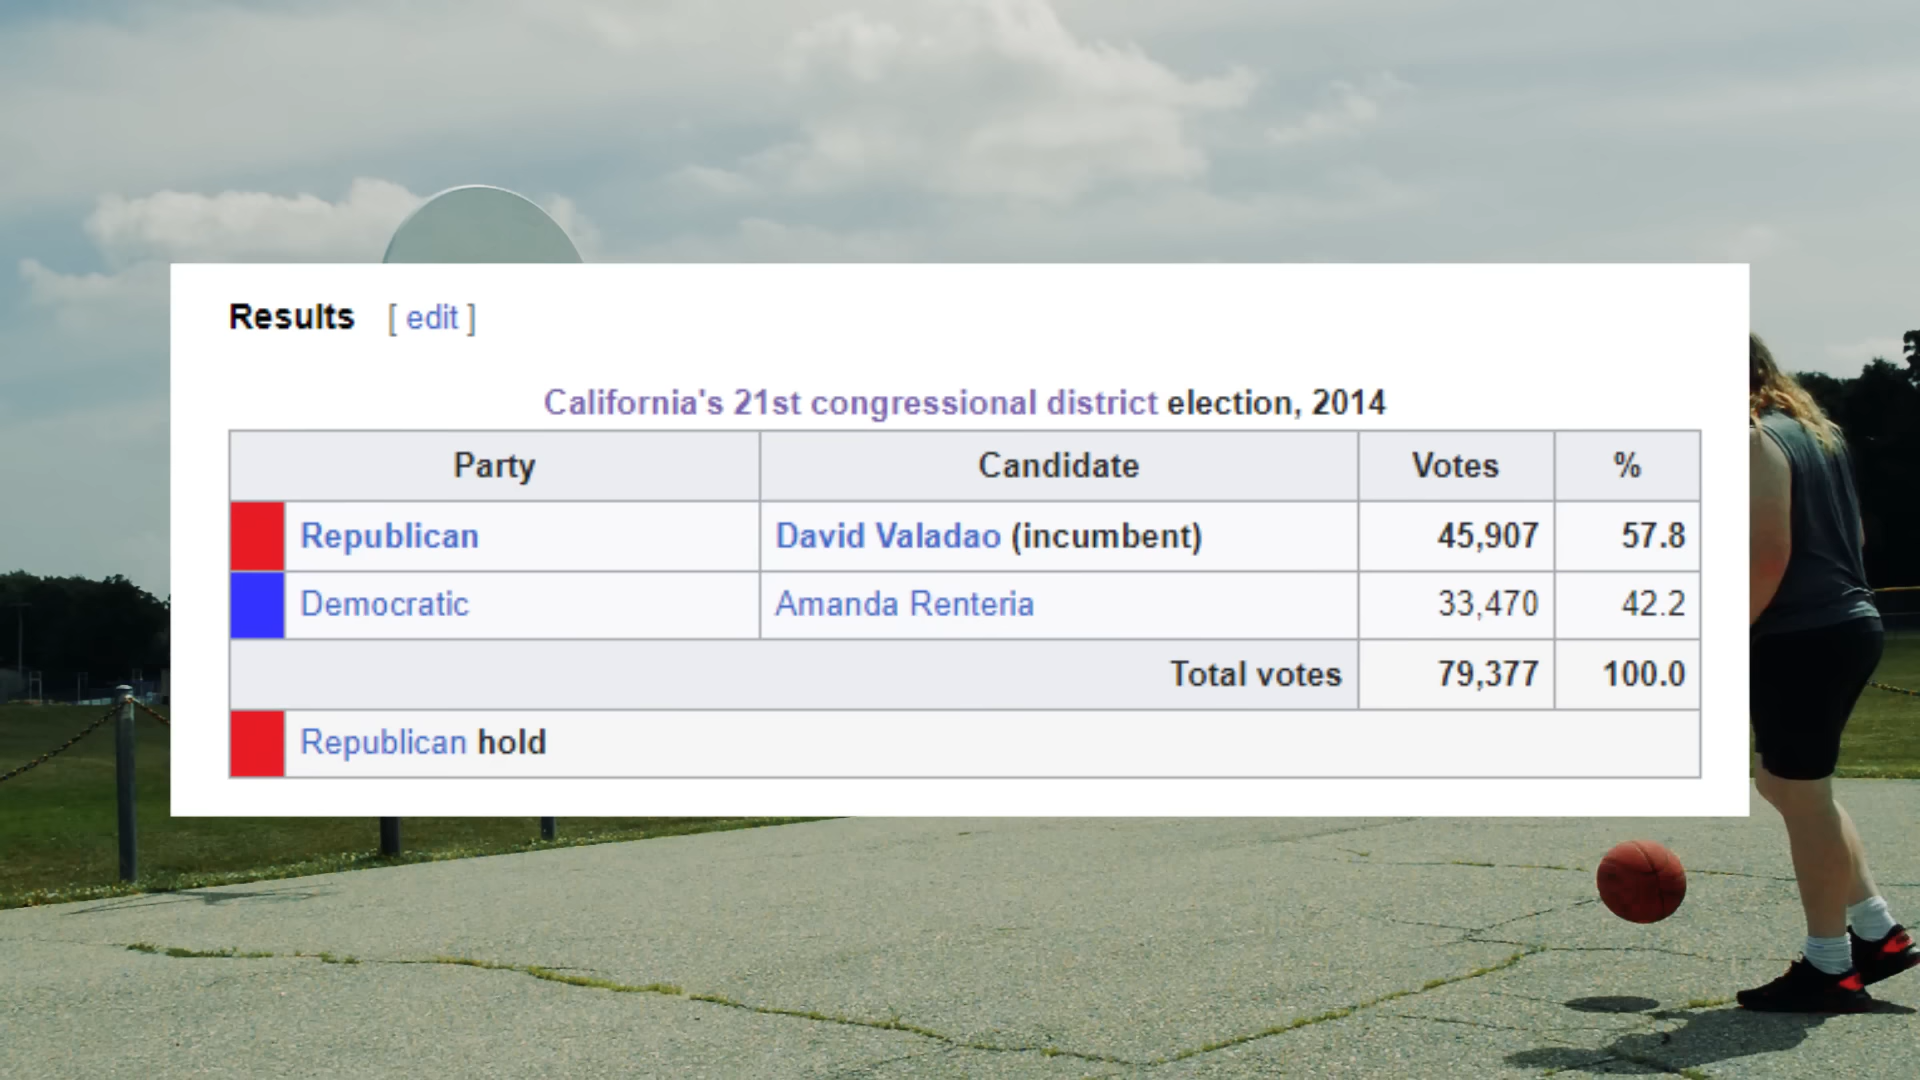 Results [ edit ]
California's 21st congressional district election, 2014
Party Candidate Votes %
Republican David Valadao (incumbent) 45,907 57.8
Democratic Amanda Renteria 33,470 42.2
Total votes 79,377 100.0
Republican hold